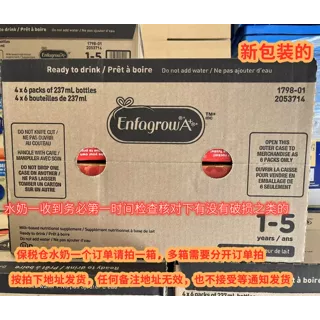 新包装的
Ready to drink / Prêt à boire
Do not add water / Ne pas ajouter d'eau
4 x 6 packs of 237mL bottles
4 x 6 bouteilles de 237ml
1798-01
2053714
Enfagrow A+
DO NOT KNIFE CUT /
NE PAS OUVRIR
AU COUTEAU
HANDLE WITH CARE /
MANIPULER AVEC SOIN
DO NOT DROP ONE
CASE ON ANOTHER /
NE PAS LAISSER
TOMBER UN CARTON
SUR UN AUTRE
OPEN THIS
OUTER CASE TO
MERCHANDISE AS
6 PACKS ONLY
OUVRIR LA CAISSE
POUR VENDRE EN
EMBALLAGE DE
6 SEULEMENT
水奶一收到务必第一时间检查核对下有没有破损之类的
1-5
years / ans
保税仓水奶一个订单请拍一箱，多箱需要分开订单拍
按拍下地址发货，任何备注地址无效，也不接受等通知发货